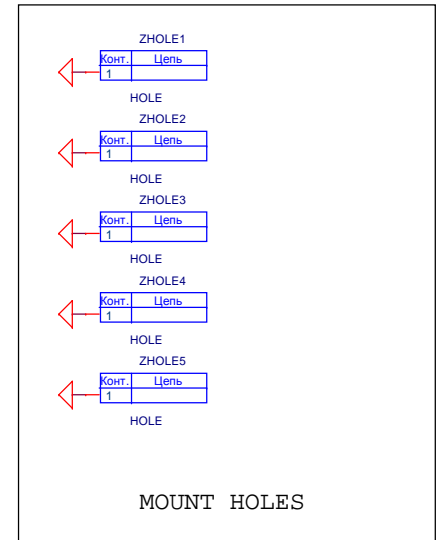 ZHOLE1
Конт. Цепь
1
HOLE
ZHOLE2
Конт. Цепь
1
HOLE
ZHOLE3
Конт. Цепь
1
HOLE
ZHOLE4
Конт. Цепь
1
HOLE
ZHOLE5
Конт. Цепь
1
HOLE
MOUNT HOLES